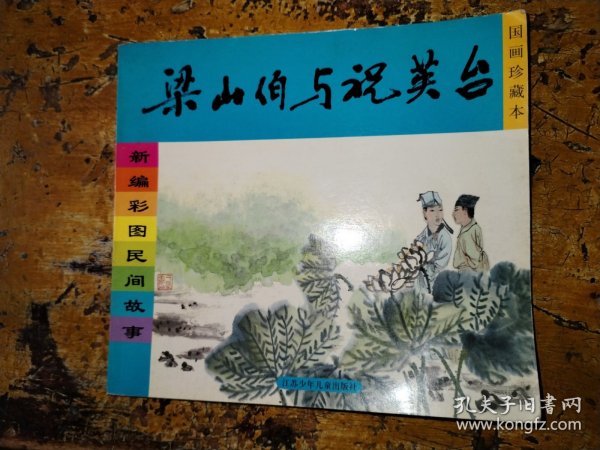 梁山伯与祝英台
国画珍藏本
新编彩图民间故事
江苏少年儿童出版社
孔夫子旧书网
www.kongfz.com